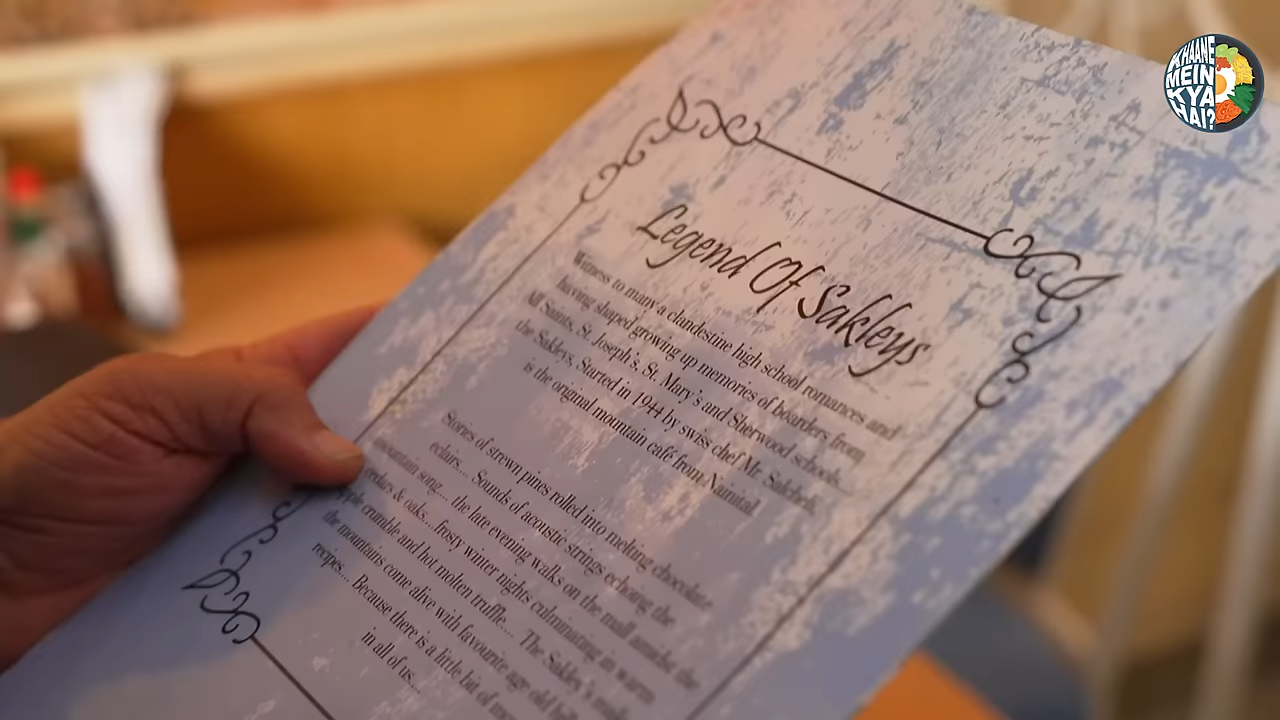 KHAANE
MEIN
KYA
HAI?
Legend Of Sakleys
Witness to many a clandestine high school romances and
having shaped growing up memories of boarders from
All Saints, St. Joseph's, St. Mary's and Sherwood schools...
the Sakleys. Started in 1944 by swiss chef Mr.
is the original mountain café from Nainital
Stories of strewn pines rolled into melting chocolate
eclairs.... Sounds of acoustic strings echoing the
mountain song.... the late evening walks on the mall amidst the
cedars & oaks....frosty winter nights culminating in warm
apple crumble and hot molten truffle.... The Sakley's
the mountains come alive with favourite age old
recipes.... Because there is a little bit of
in all of us....